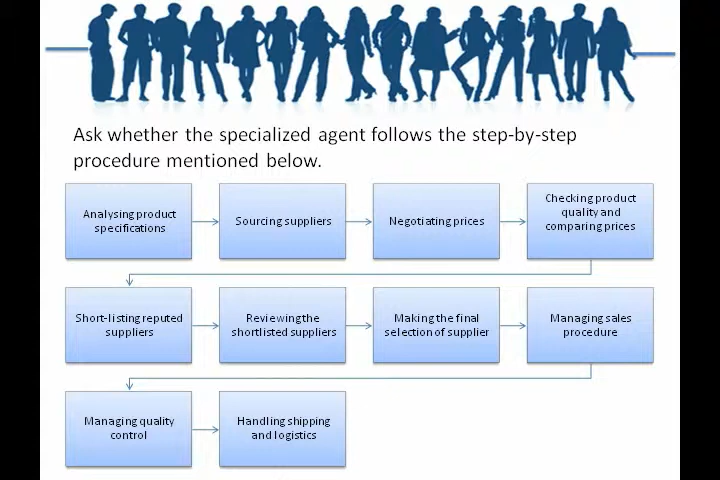 Ask whether the specialized agent follows the step-by-step
procedure mentioned below.
Analysing product
specifications
Sourcing suppliers
Negotiating prices
Checking product
quality and
comparing prices
Short-listing reputed
suppliers
Reviewing the
shortlisted suppliers
Making the final
selection of supplier
Managing sales
procedure
Managing quality
control
Handling shipping
and logistics